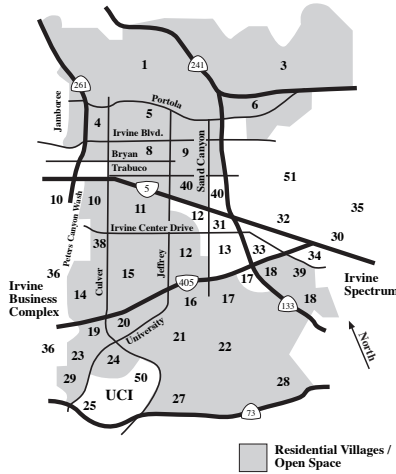 1
241
3
261
Jamboree
Portola
6
5
4
Irvine Blvd.
Sand Canyon
Bryan
8
9
Trabuco
51
5
40
40
10
Peters Canyon Wash
10
11
12
35
32
31
Irvine Center Drive
30
38
12
13
33
34
Culver
15
Jeffrey
36
405
17
18
39
Irvine
Spectrum
Irvine
Business
Complex
14
16
17
18
133
20
University
19
21
North
36
23
24
22
29
50
28
UCI
25
27
73
Residential Villages /
Open Space